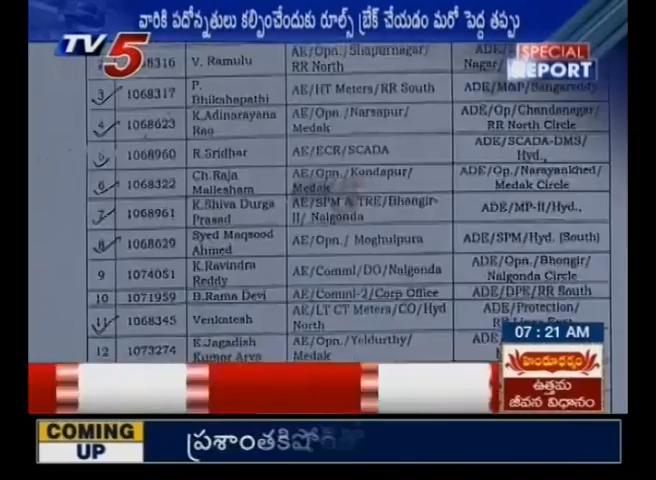 వారికి పదోన్నతులు కల్పించేందుకు రూల్స్ బ్రేక్ చేయడం మరో పెద్ద తప్పు
TV5
SPECIAL
REPORT
8316 V. Ramulu AE/Opn./Shapurnagar/ ADE/
RR North Nagar/
3 1068317 P. Bhikshapathi AE/HT Meters/RR South ADE/M&P/Sangareddy
4 1068623 K.Adinarayana Rao AE/Opn./Narsapur/ ADE/Op/Chandanagar/
Medak RR North Circle
5 1068960 R.Sridhar AE/ECR/SCADA ADE/SCADA-DMS/
Hyd.,
6 1068322 Ch.Raja Mallesham AE/Opn./Kondapur/ ADE/Op./Narayankhed/
Medak Medak Circle
7 1068961 K.Shiva Durga Prasad AE/SPM & TRE/Bhongir- ADE/MP-II/Hyd.,
II/ Nalgonda
8 1068629 Syed Maqsood Ahmed AE/Opn./ Moghulpura ADE/SPM/Hyd. (South)
9 1074051 K.Ravindra Reddy AE/Comml/DO/Nalgonda ADE/Opn./Bhongir/
Nalgonda Circle
10 1071959 B.Rama Devi AE/Comml-2/Corp Office ADE/DPE/RR South
11 1068345 Venkatesh AE/LT CT Meters/CO/Hyd ADE/Protection/
North
12 1073274 K.Jagadish Kumar Arya AE/Opn./Yeldurthy/ ADE/
Medak
07:21 AM
హిందూధర్మం
ఉత్తమ
జీవన విధానం
COMING
UP
ప్రశాంతకిషోర్‌తో